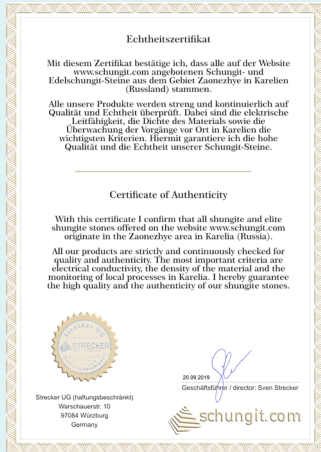 Echtheitszertifikat
Mit diesem Zertifikat bestätige ich, dass alle auf der Website
www.schungit.com angebotenen Schungit- und
Edelschungit-Steine aus dem Gebiet Zaonezhye in Karelien
(Russland) stammen.
Alle unsere Produkte werden streng und kontinuierlich auf
Qualität und Echtheit überprüft. Dabei sind die elektrische
Leitfähigkeit, die Dichte des Materials sowie die
Überwachung der Vorgänge vor Ort in Karelien die
wichtigsten Kriterien. Hiermit garantiere ich die hohe
Qualität und die Echtheit unserer Schungit-Steine.
Certificate of Authenticity
With this certificate I confirm that all shungite and elite
shungite stones offered on the website www.schungit.com
originate in the Zaonezhye area in Karelia (Russia).
All our products are strictly and continuously checked for
quality and authenticity. The most important criteria are
electrical conductivity, the density of the material and the
monitoring of local processes in Karelia. I hereby guarantee
the high quality and the authenticity of our shungite stones.
Strecker UG
STRECKER
20.09.2019
Geschäftsführer / director: Sven Strecker
Strecker UG (haftungsbeschränkt)
Warschauerstr. 10
97084 Würzburg
Germany
schungit.com